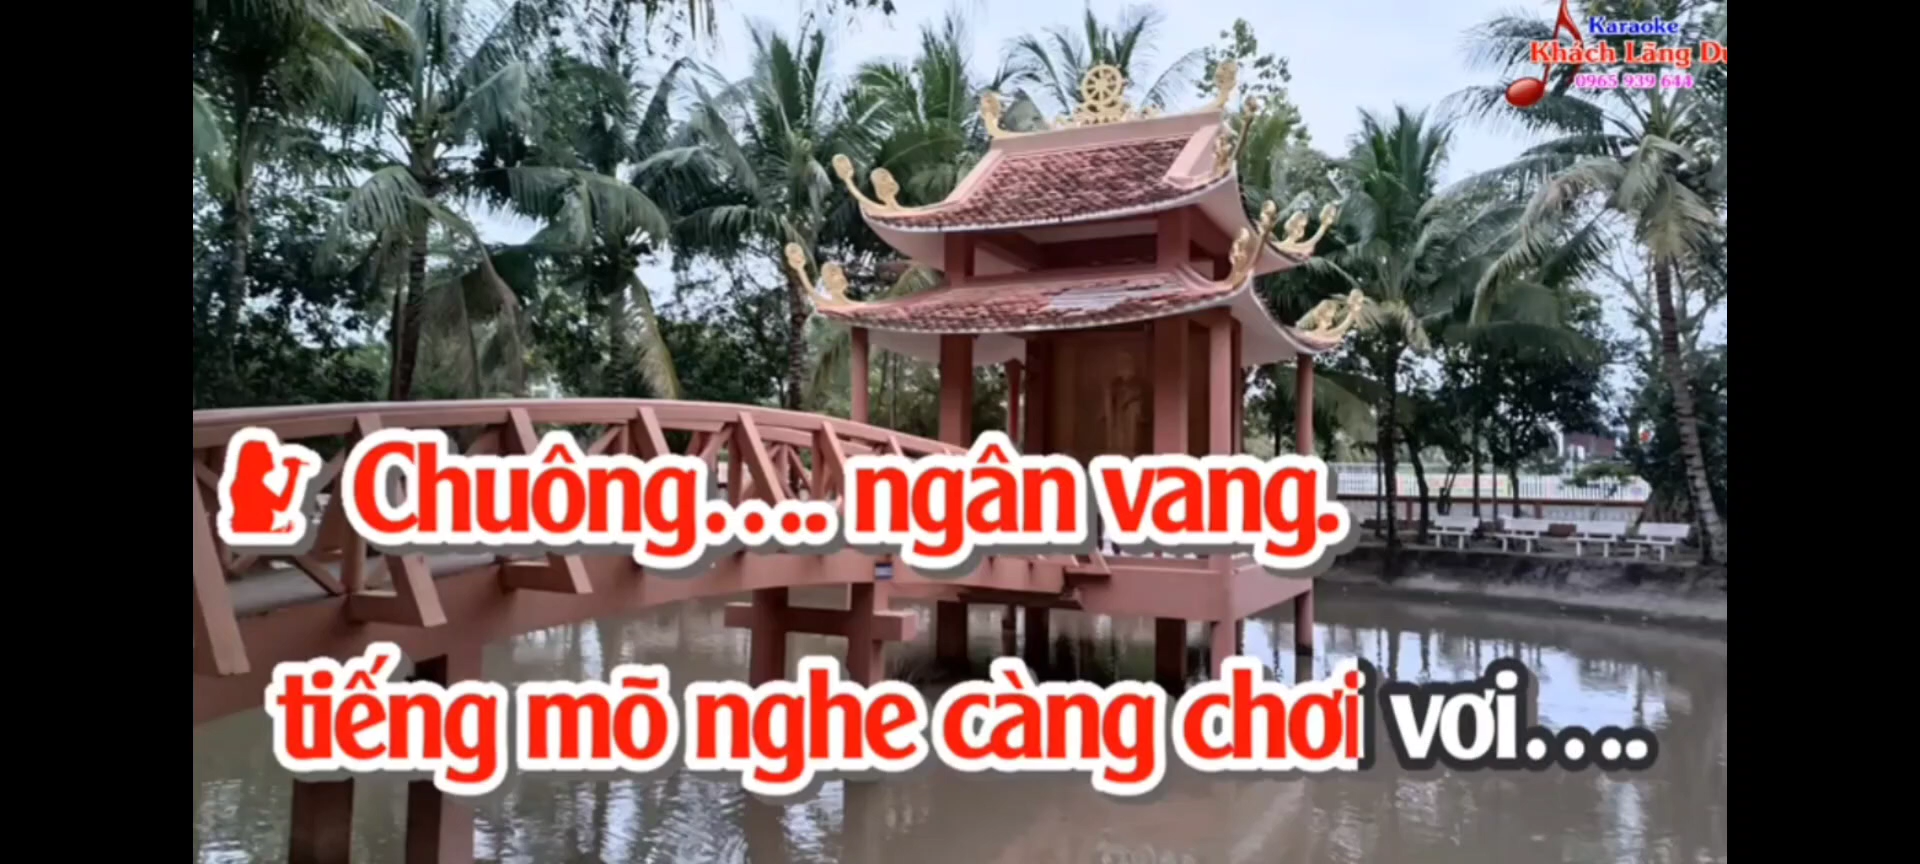 Karaoke
Khách Lãng Du
0965 939 644
Chuông.... ngân vang.
tiếng mõ nghe càng chơi vơi....